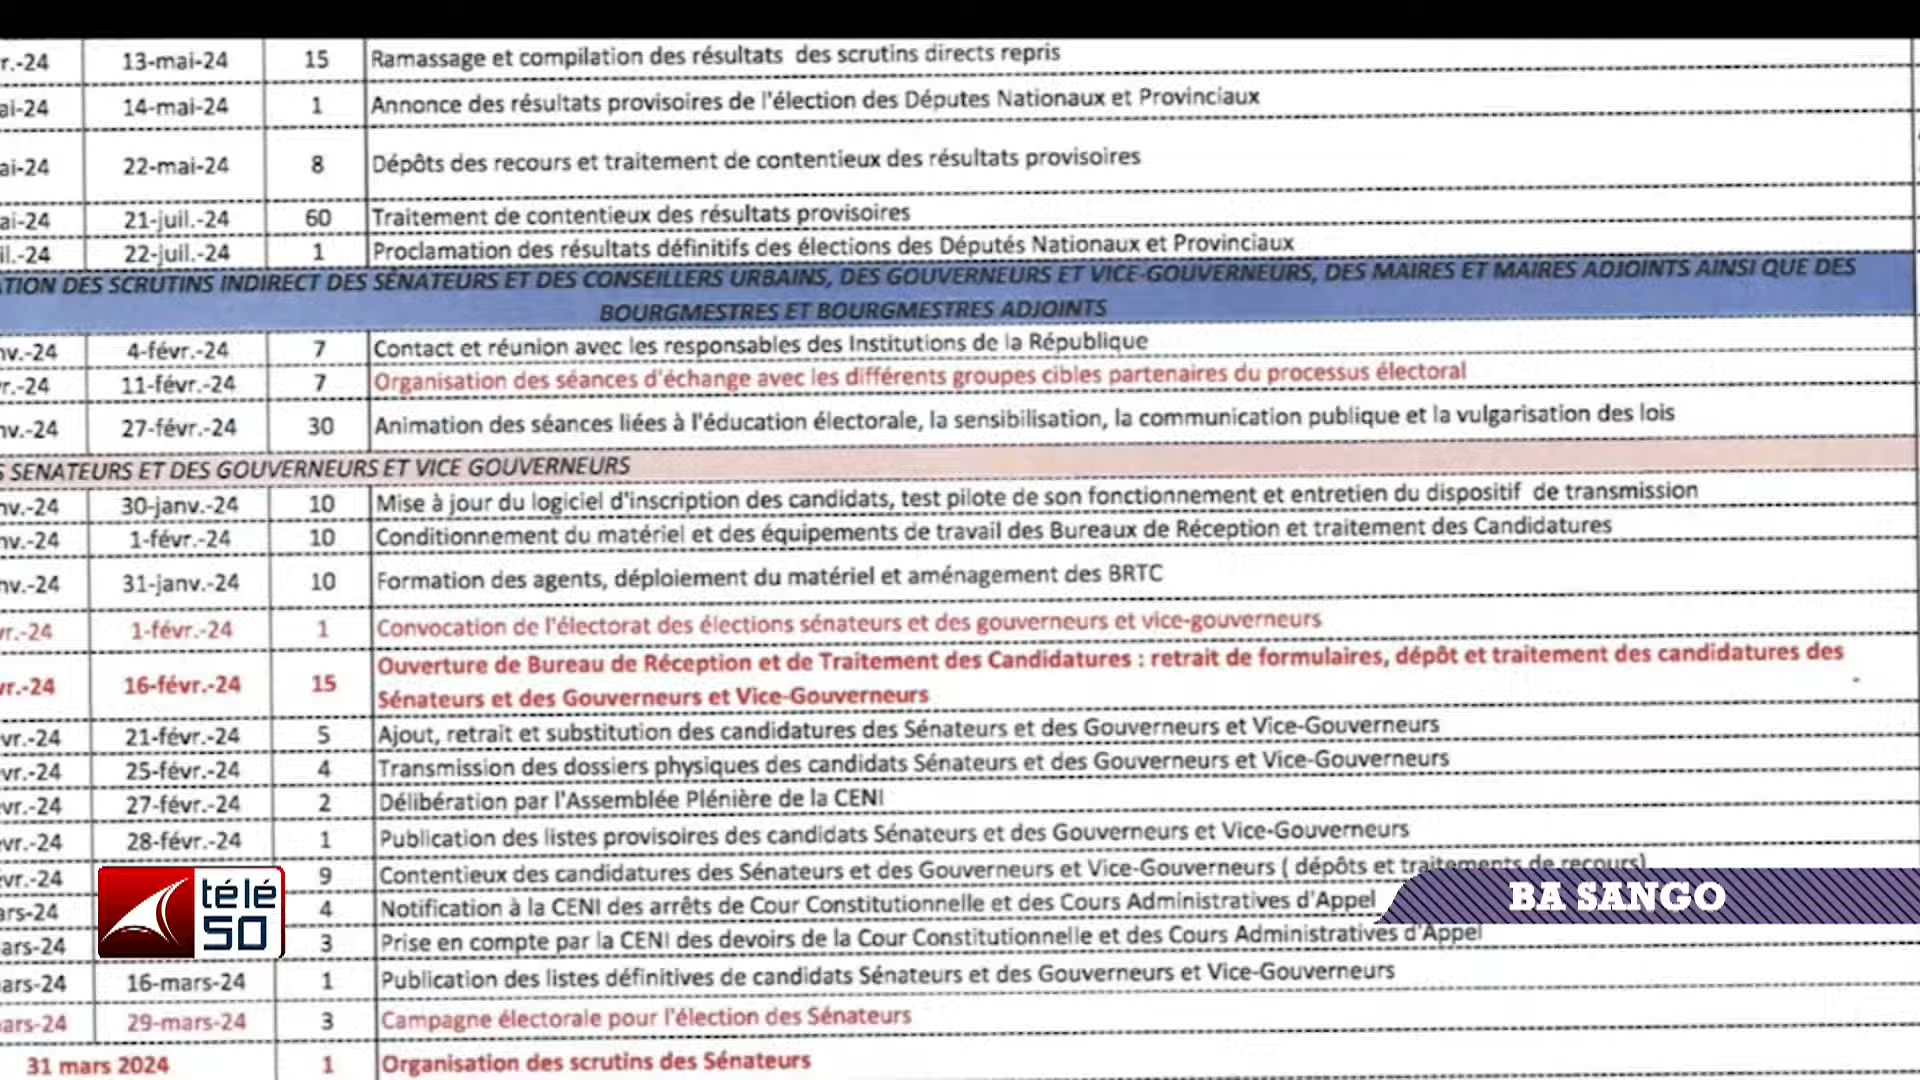 r.-24 13-mai-24 15 Ramassage et compilation des résultats des scrutins directs repris
ai-24 14-mai-24 1 Annonce des résultats provisoires de l'élection des Députes Nationaux et Provinciaux
ai-24 22-mai-24 8 Dépôts des recours et traitement de contentieux des résultats provisoires
ai-24 21-juil.-24 60 Traitement de contentieux des résultats provisoires
il.-24 22-juil.-24 1 Proclamation des résultats définitifs des élections des Députés Nationaux et Provinciaux
TION DES SCRUTINS INDIRECT DES SÉNATEURS ET DES CONSEILLERS URBAINS, DES GOUVERNEURS ET VICE-GOUVERNEURS, DES MAIRES ET MAIRES ADJOINTS AINSI QUE DES
BOURGMESTRES ET BOURGMESTRES ADJOINTS
nv.-24 4-févr.-24 7 Contact et réunion avec les responsables des Institutions de la République
r.-24 11-févr.-24 7 Organisation des séances d'échange avec les différents groupes cibles partenaires du processus électoral
nv.-24 27-févr.-24 30 Animation des séances liées à l'éducation électorale, la sensibilisation, la communication publique et la vulgarisation des lois
S SENATEURS ET DES GOUVERNEURS ET VICE GOUVERNEURS
nv.-24 30-janv.-24 10 Mise à jour du logiciel d'inscription des candidats, test pilote de son fonctionnement et entretien du dispositif de transmission
nv.-24 1-févr.-24 10 Conditionnement du matériel et des équipements de travail des Bureaux de Réception et traitement des Candidatures
nv.-24 31-janv.-24 10 Formation des agents, déploiement du matériel et aménagement des BRTC
vr.-24 1-févr.-24 1 Convocation de l'électorat des élections sénateurs et des gouverneurs et vice-gouverneurs
vr.-24 16-févr.-24 15 Ouverture de Bureau de Réception et de Traitement des Candidatures : retrait de formulaires, dépôt et traitement des candidatures des
Sénateurs et des Gouverneurs et Vice-Gouverneurs
vr.-24 21-févr.-24 5 Ajout, retrait et substitution des candidatures des Sénateurs et des Gouverneurs et Vice-Gouverneurs
vr.-24 25-févr.-24 4 Transmission des dossiers physiques des candidats Sénateurs et des Gouverneurs et Vice-Gouverneurs
vr.-24 27-févr.-24 2 Délibération par l'Assemblée Plénière de la CENI
vr.-24 28-févr.-24 1 Publication des listes provisoires des candidats Sénateurs et des Gouverneurs et Vice-Gouverneurs
vr.-24 9 Contentieux des candidatures des Sénateurs et des Gouverneurs et Vice-Gouverneurs ( dépôts et traitements de recours)
ars-24 4 Notification à la CENI des arrêts de Cour Constitutionnelle et des Cours Administratives d'Appel
ars-24 3 Prise en compte par la CENI des devoirs de la Cour Constitutionnelle et des Cours Administratives d'Appel
ars-24 16-mars-24 1 Publication des listes définitives de candidats Sénateurs et des Gouverneurs et Vice-Gouverneurs
ars-24 29-mars-24 3 Campagne électorale pour l'élection des Sénateurs
31 mars 2024 1 Organisation des scrutins des Sénateurs
télé
50
BA SANGO